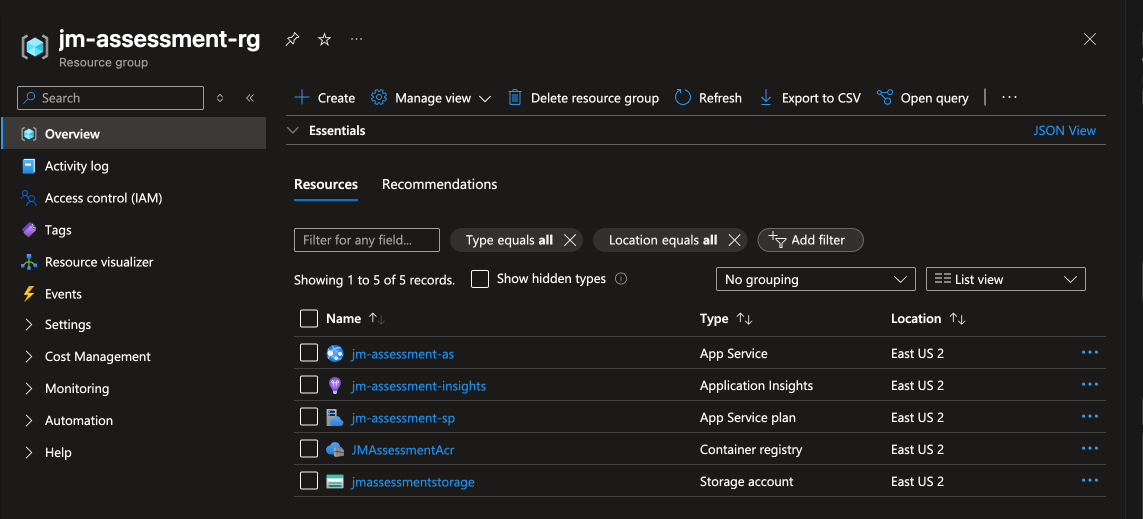 jm-assessment-rg ...
Resource group
Search
Overview
Activity log
Access control (IAM)
Tags
Resource visualizer
Events
Settings
Cost Management
Monitoring
Automation
Help
Create Manage view Delete resource group Refresh Export to CSV Open query | ...
Essentials JSON View
Resources Recommendations
Filter for any field... Type equals all Location equals all Add filter
Showing 1 to 5 of 5 records. Show hidden types No grouping List view
Name Type Location
jm-assessment-as App Service East US 2 ...
jm-assessment-insights Application Insights East US 2 ...
jm-assessment-sp App Service plan East US 2 ...
JMAssessmentAcr Container registry East US 2 ...
jmassessmentstorage Storage account East US 2 ...